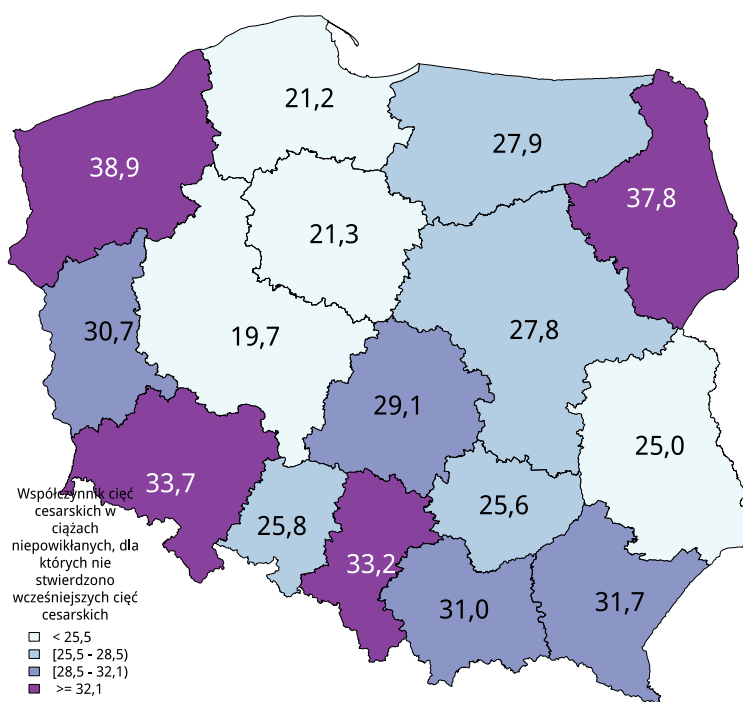 21,2
27,9
38,9
37,8
21,3
27,8
30,7
19,7
29,1
25,0
33,7
25,8
25,6
33,2
31,0
31,7
Współczynnik cięć
cesarskich w
ciążach
niepowikłanych, dla
których nie
stwierdzono
wcześniejszych cięć
cesarskich
< 25,5
[25,5 - 28,5)
[28,5 - 32,1)
>= 32,1